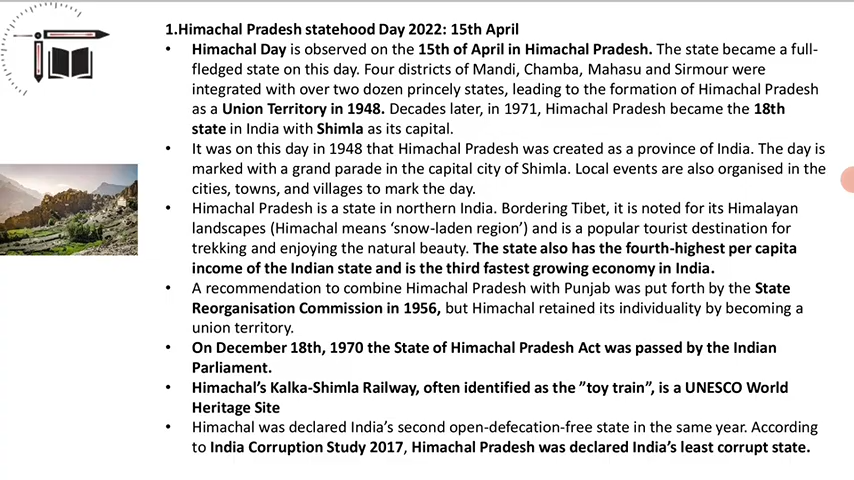 1.Himachal Pradesh statehood Day 2022: 15th April
• Himachal Day is observed on the 15th of April in Himachal Pradesh. The state became a full-
fledged state on this day. Four districts of Mandi, Chamba, Mahasu and Sirmour were
integrated with over two dozen princely states, leading to the formation of Himachal Pradesh
as a Union Territory in 1948. Decades later, in 1971, Himachal Pradesh became the 18th
state in India with Shimla as its capital.
• It was on this day in 1948 that Himachal Pradesh was created as a province of India. The day is
marked with a grand parade in the capital city of Shimla. Local events are also organised in the
cities, towns, and villages to mark the day.
• Himachal Pradesh is a state in northern India. Bordering Tibet, it is noted for its Himalayan
landscapes (Himachal means ‘snow-laden region’) and is a popular tourist destination for
trekking and enjoying the natural beauty. The state also has the fourth-highest per capita
income of the Indian state and is the third fastest growing economy in India.
• A recommendation to combine Himachal Pradesh with Punjab was put forth by the State
Reorganisation Commission in 1956, but Himachal retained its individuality by becoming a
union territory.
• On December 18th, 1970 the State of Himachal Pradesh Act was passed by the Indian
Parliament.
• Himachal’s Kalka-Shimla Railway, often identified as the ”toy train”, is a UNESCO World
Heritage Site
• Himachal was declared India’s second open-defecation-free state in the same year. According
to India Corruption Study 2017, Himachal Pradesh was declared India’s least corrupt state.